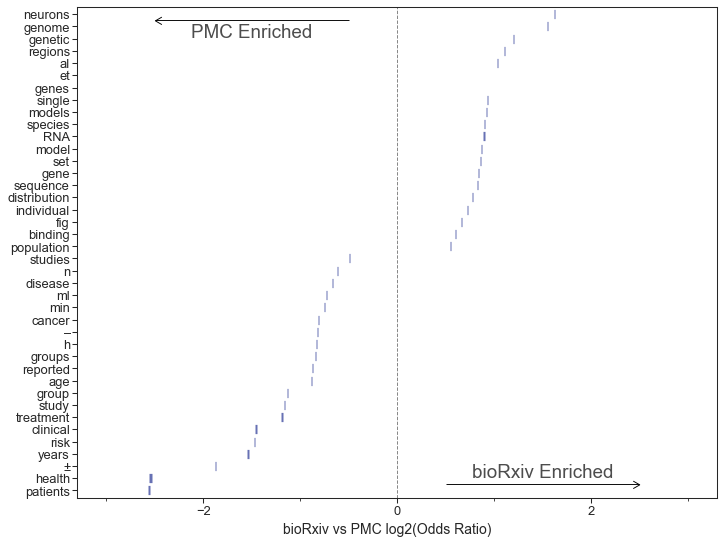 neurons
PMC Enriched
genome
genetic
regions
al
et
genes
single
models
species
RNA
model
set
gene
sequence
distribution
individual
fig
binding
population
studies
n
disease
ml
min
cancer
–
h
groups
reported
age
group
study
treatment
clinical
risk
years
±
health
patients
bioRxiv Enriched
−2 0 2
bioRxiv vs PMC log2(Odds Ratio)